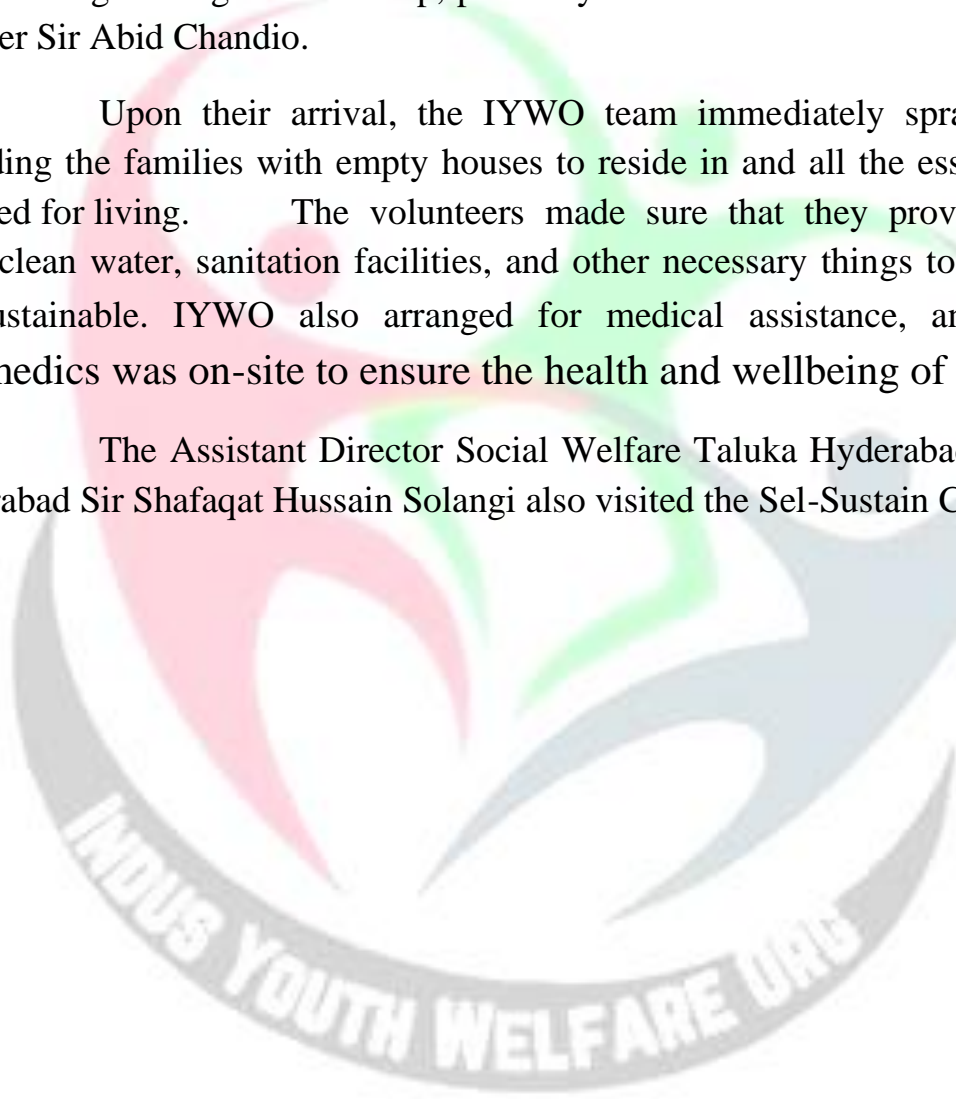 er Sir Abid Chandio.
Upon their arrival, the IYWO team immediately spra
ding the families with empty houses to reside in and all the ess
ed for living. The volunteers made sure that they prov
clean water, sanitation facilities, and other necessary things to
ustainable. IYWO also arranged for medical assistance, an
nedics was on-site to ensure the health and wellbeing of
The Assistant Director Social Welfare Taluka Hyderabad
rabad Sir Shafaqat Hussain Solangi also visited the Sel-Sustain C
INDUS YOUTH WELFARE ORG